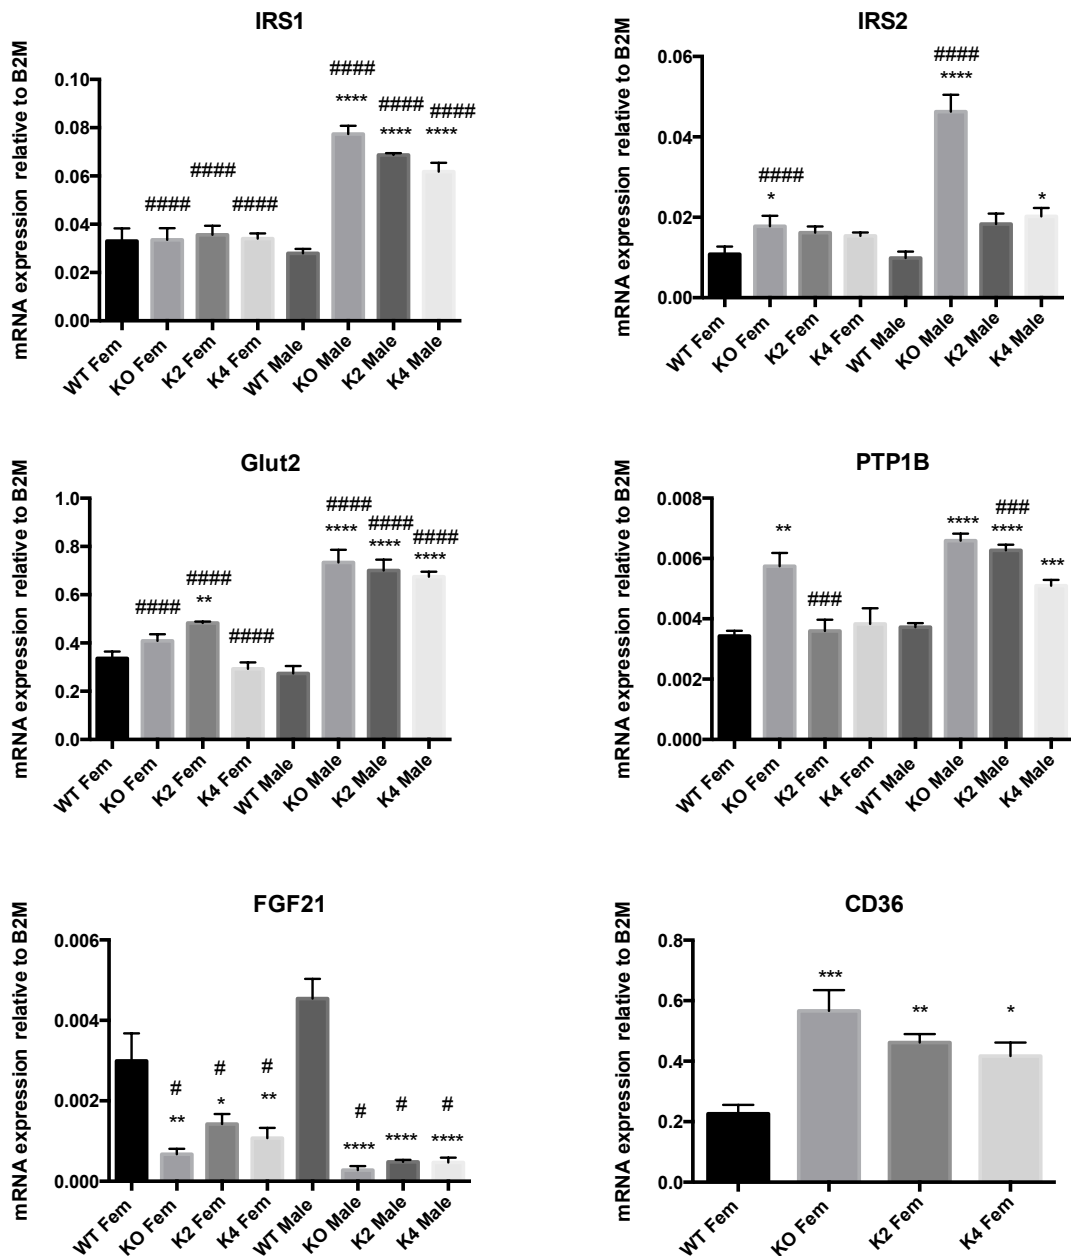 IRS1
mRNA expression relative to B2M
0.10
0.08
0.06
0.04
0.02
0.00
####
####
####
####
****
####
****
####
****
WT Fem
KO Fem
K2 Fem
K4 Fem
WT Male
KO Male
K2 Male
K4 Male
IRS2
mRNA expression relative to B2M
0.06
0.04
0.02
0.00
####
*
####
****
*
WT Fem
KO Fem
K2 Fem
K4 Fem
WT Male
KO Male
K2 Male
K4 Male
Glut2
mRNA expression relative to B2M
1.0
0.8
0.6
0.4
0.2
0.0
####
####
**
####
####
****
####
****
####
****
WT Fem
KO Fem
K2 Fem
K4 Fem
WT Male
KO Male
K2 Male
K4 Male
PTP1B
mRNA expression relative to B2M
0.008
0.006
0.004
0.002
0.000
**
###
****
###
****
***
WT Fem
KO Fem
K2 Fem
K4 Fem
WT Male
KO Male
K2 Male
K4 Male
FGF21
mRNA expression relative to B2M
0.006
0.004
0.002
0.000
#
**
#
*
#
**
#
****
#
****
#
****
WT Fem
KO Fem
K2 Fem
K4 Fem
WT Male
KO Male
K2 Male
K4 Male
CD36
mRNA expression relative to B2M
0.8
0.6
0.4
0.2
0.0
***
**
*
WT Fem
KO Fem
K2 Fem
K4 Fem